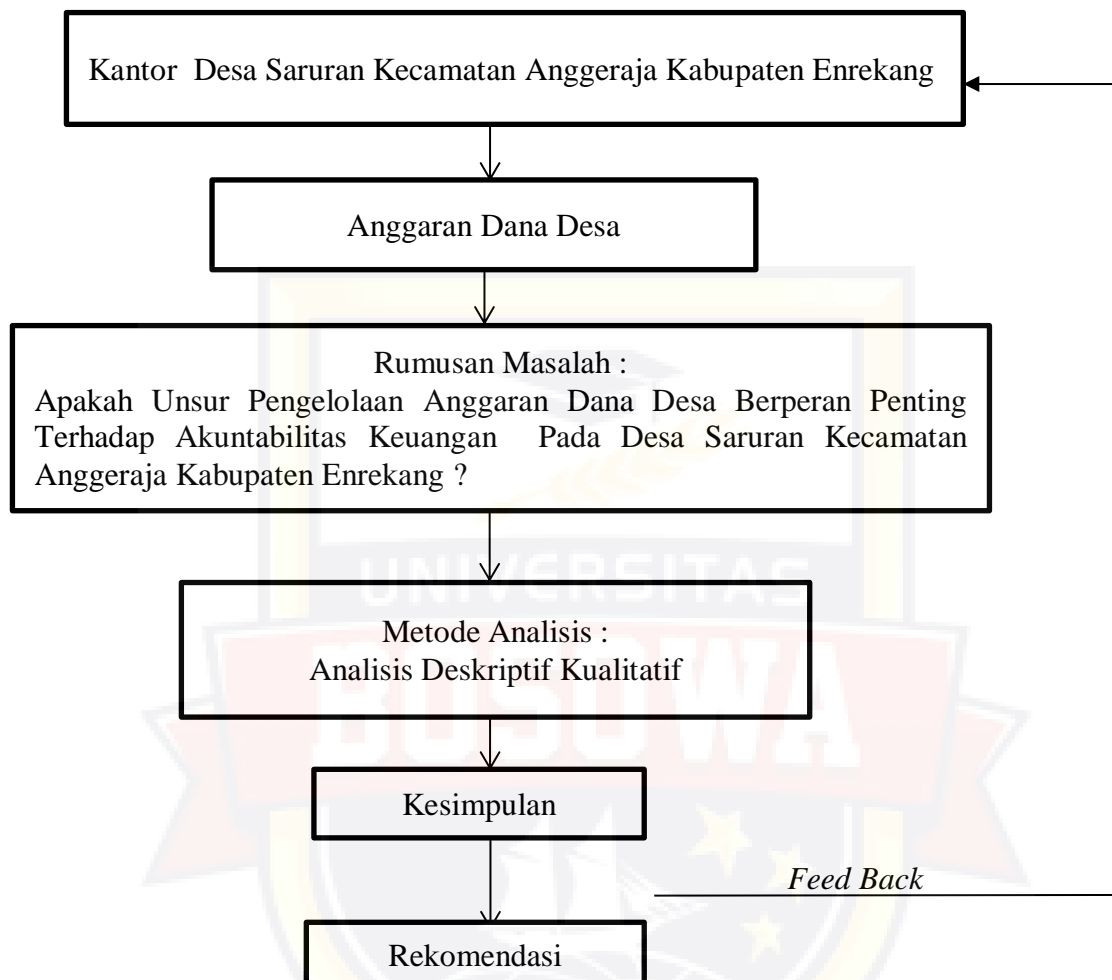 Kantor Desa Saruran Kecamatan Anggeraja Kabupaten Enrekang
Anggaran Dana Desa
Rumusan Masalah :
Apakah Unsur Pengelolaan Anggaran Dana Desa Berperan Penting
Terhadap Akuntabilitas Keuangan Pada Desa Saruran Kecamatan
Anggeraja Kabupaten Enrekang ?
UNIVERSITAS
Metode Analisis :
Analisis Deskriptif Kualitatif
BOSOWA
Kesimpulan
Feed Back
Rekomendasi